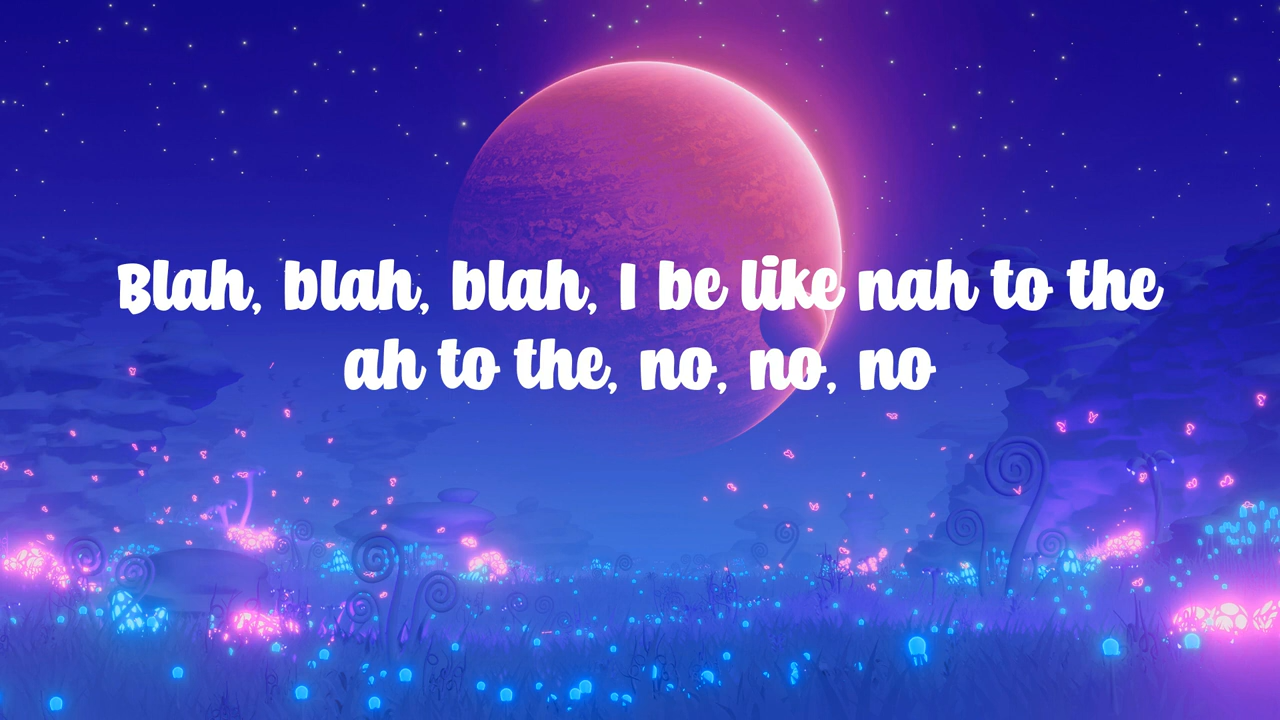 Blah, blah, blah, I be like nah to the
ah to the, no, no, no